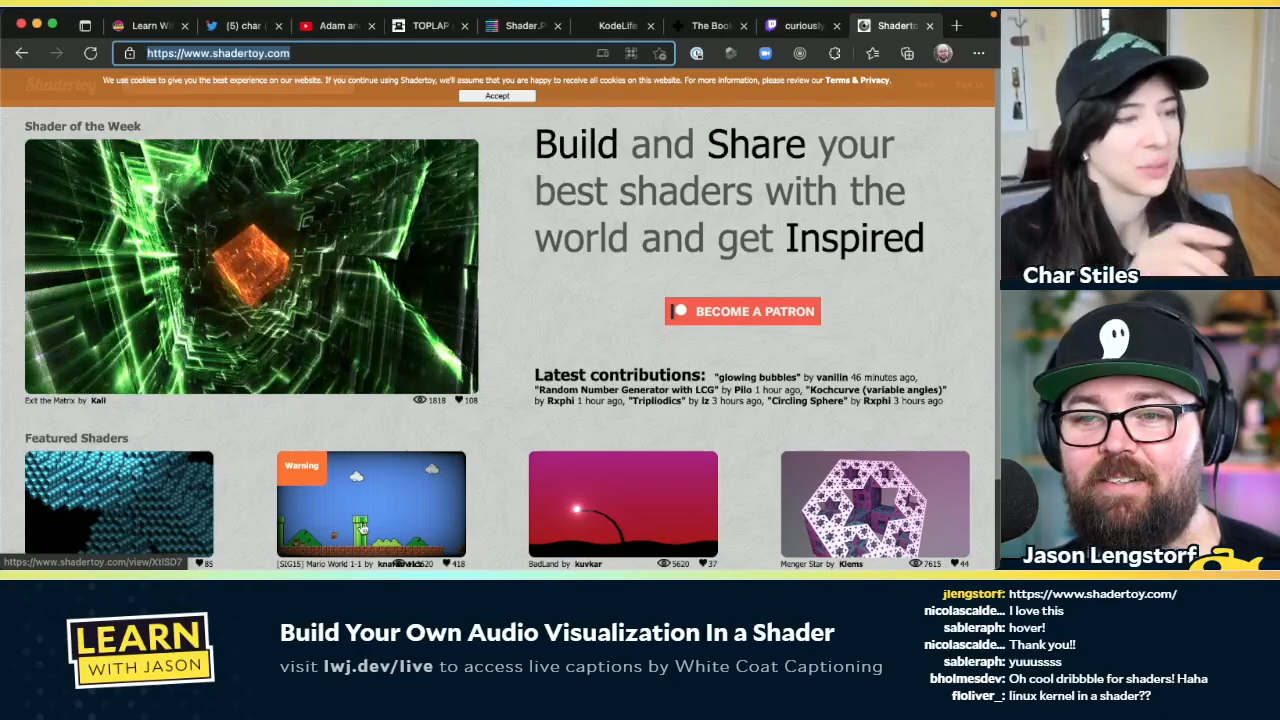 Learn Wi
(5) char
Adam and
TOPLAP
Shader.P
KodeLife
The Book
curiously
Shaderto
https://www.shadertoy.com
We use cookies to give you the best experience on our website. If you continue using Shadertoy, we'll assume that you are happy to receive all cookies on this website. For more information, please review our Terms & Privacy.
Accept
Shadertoy
Shader of the Week
Exit the Matrix by Kali
1818 108
Build and Share your
best shaders with the
world and get Inspired
BECOME A PATRON
Latest contributions: "glowing bubbles" by vanilin 46 minutes ago,
"Random Number Generator with LCG" by Pilo 1 hour ago, "Kochcurve (variable angles)"
by Rxphi 1 hour ago, "Tripliodics" by iz 3 hours ago, "Circling Sphere" by Rxphi 3 hours ago
Featured Shaders
Warning
https://www.shadertoy.com/view/XtlSD7
85
[SIG15] Mario World 1-1 by
418
BadLand by kuvkar
5620 37
Menger Star by Klems
7615 44
Char Stiles
Jason Lengstorf
LEARN
WITH JASON
Build Your Own Audio Visualization In a Shader
visit lwj.dev/live to access live captions by White Coat Captioning
jlengstorf: https://www.shadertoy.com/
nicolascalde... I love this
sableraph: hover!
nicolascalde... Thank you!!
sableraph: yuuussss
bholmesdev: Oh cool dribbble for shaders! Haha
floliver_: linux kernel in a shader??